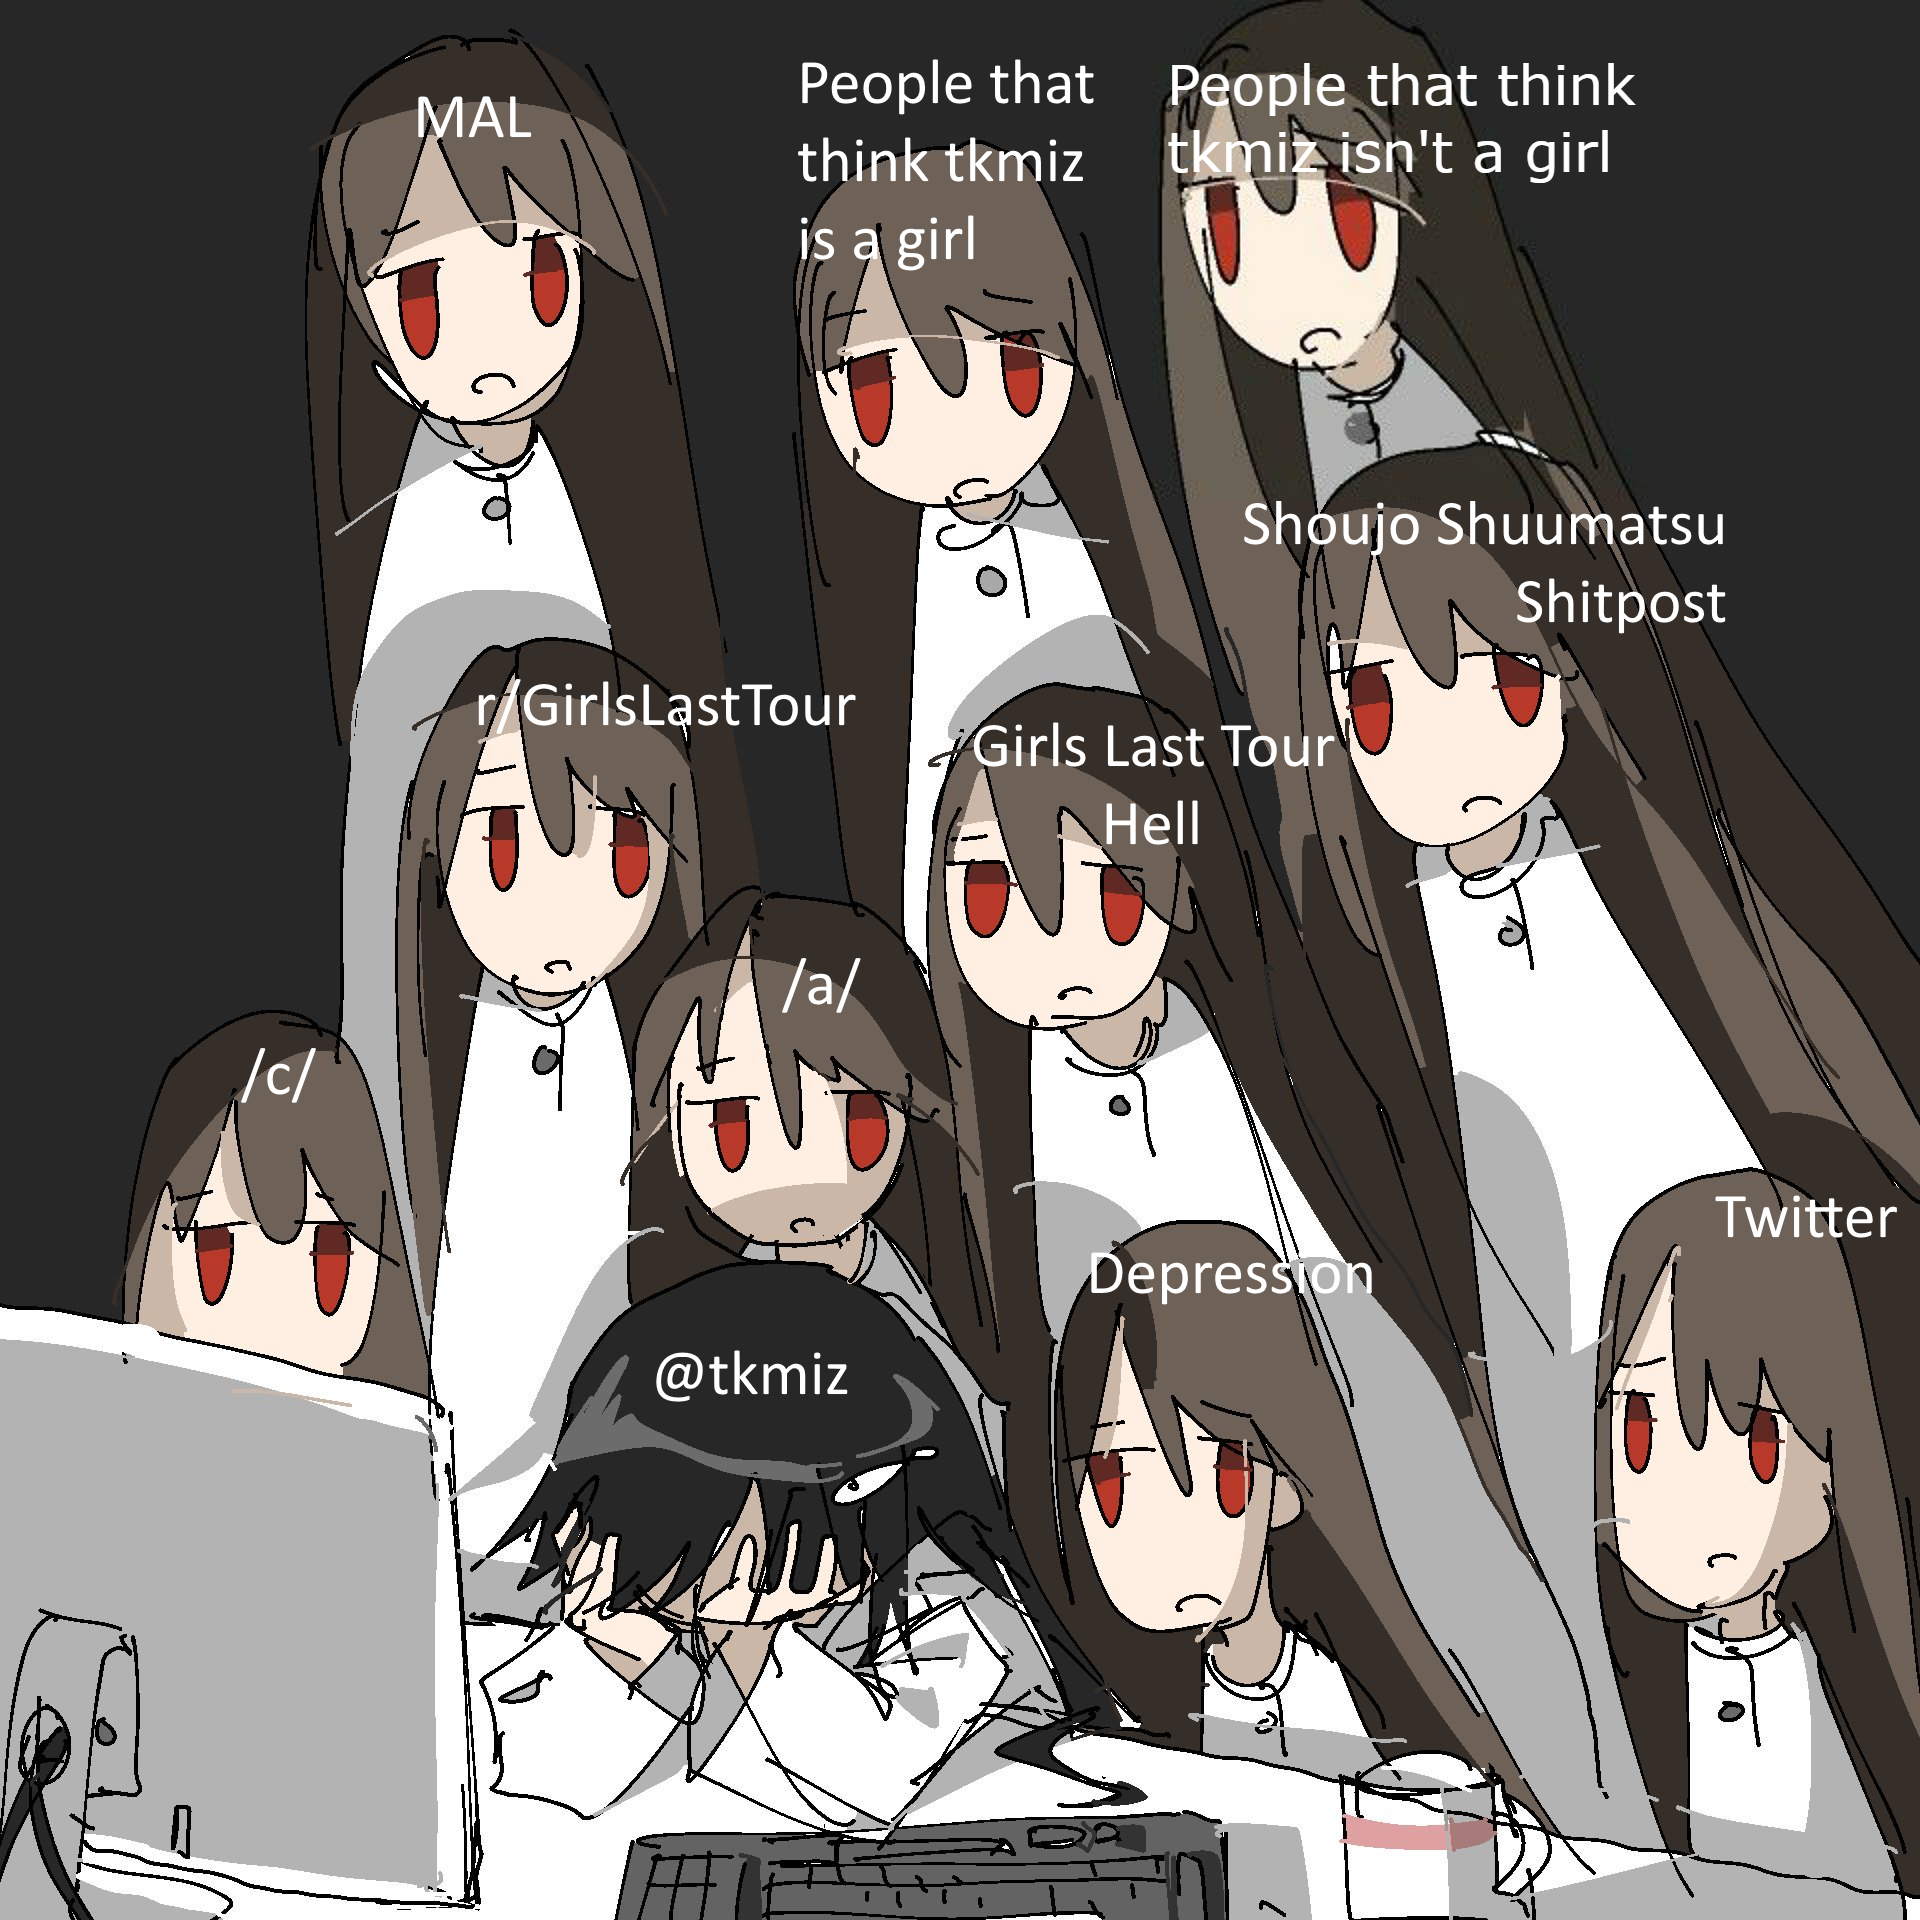 MAL
People that
think tkmiz
is a girl
People that think
tkmiz isn't a girl
Shoujo Shuumatsu
Shitpost
r/GirlsLastTour
Girls Last Tour
Hell
/a/
/c/
Twitter
Depression
@tkmiz